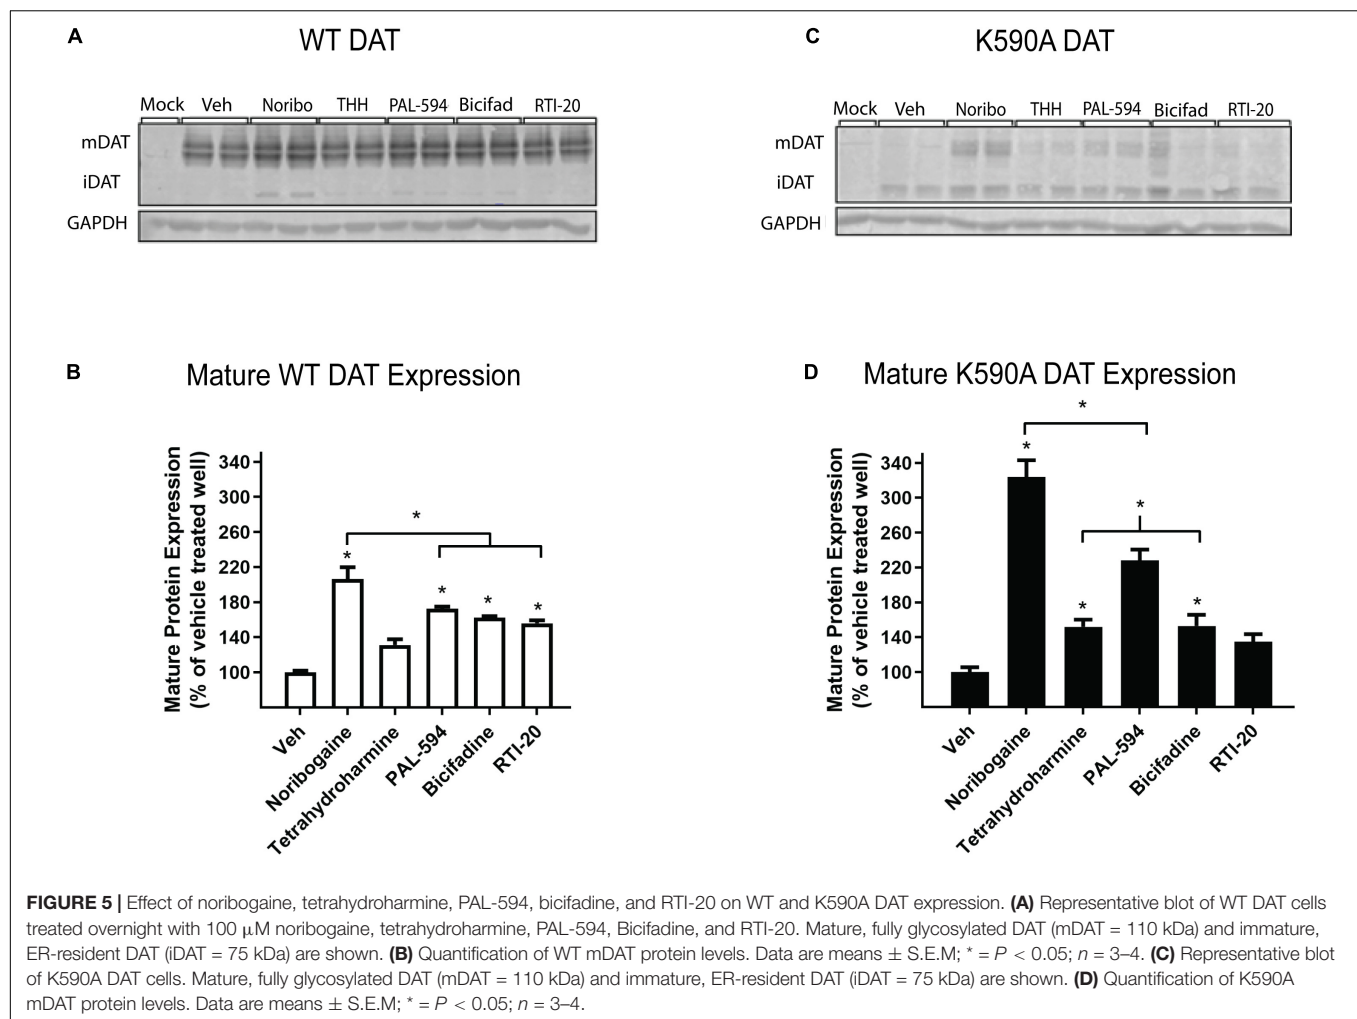 A
WT DAT
Mock Veh Noribo THH PAL-594 Bicifad RTI-20
mDAT
iDAT
GAPDH
C
K590A DAT
Mock Veh Noribo THH PAL-594 Bicifad RTI-20
mDAT
iDAT
GAPDH
B
Mature WT DAT Expression
Mature Protein Expression
(% of vehicle treated well)
340
300
260
220
180
140
100
*
*
*
*
*
Veh
Noribogaine
Tetrahydroharmine
PAL-594
Bicifadine
RTI-20
D
Mature K590A DAT Expression
Mature Protein Expression
(% of vehicle treated well)
340
300
260
220
180
140
100
*
*
*
*
*
Veh
Noribogaine
Tetrahydroharmine
PAL-594
Bicifadine
RTI-20
FIGURE 5 | Effect of noribogaine, tetrahydroharmine, PAL-594, bicifadine, and RTI-20 on WT and K590A DAT expression. (A) Representative blot of WT DAT cells
treated overnight with 100 μM noribogaine, tetrahydroharmine, PAL-594, Bicifadine, and RTI-20. Mature, fully glycosylated DAT (mDAT = 110 kDa) and immature,
ER-resident DAT (iDAT = 75 kDa) are shown. (B) Quantification of WT mDAT protein levels. Data are means ± S.E.M; * = P < 0.05; n = 3–4. (C) Representative blot
of K590A DAT cells. Mature, fully glycosylated DAT (mDAT = 110 kDa) and immature, ER-resident DAT (iDAT = 75 kDa) are shown. (D) Quantification of K590A
mDAT protein levels. Data are means ± S.E.M; * = P < 0.05; n = 3–4.